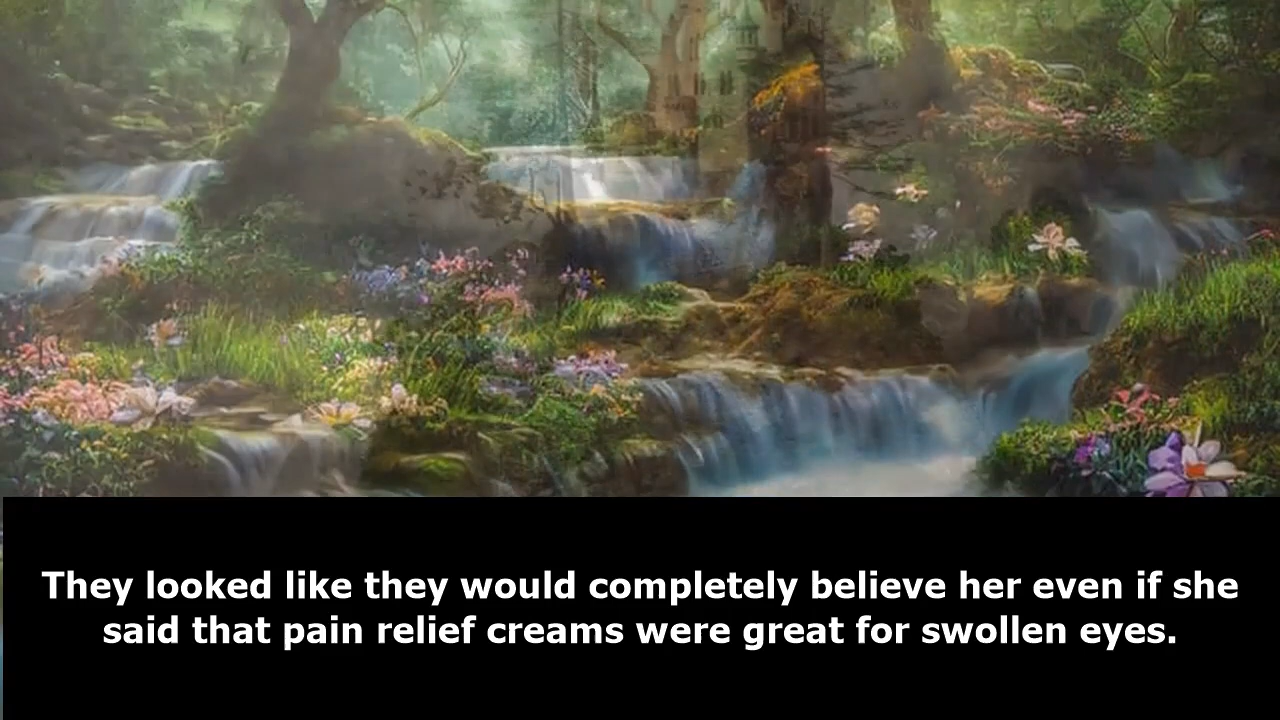 They looked like they would completely believe her even if she
said that pain relief creams were great for swollen eyes.